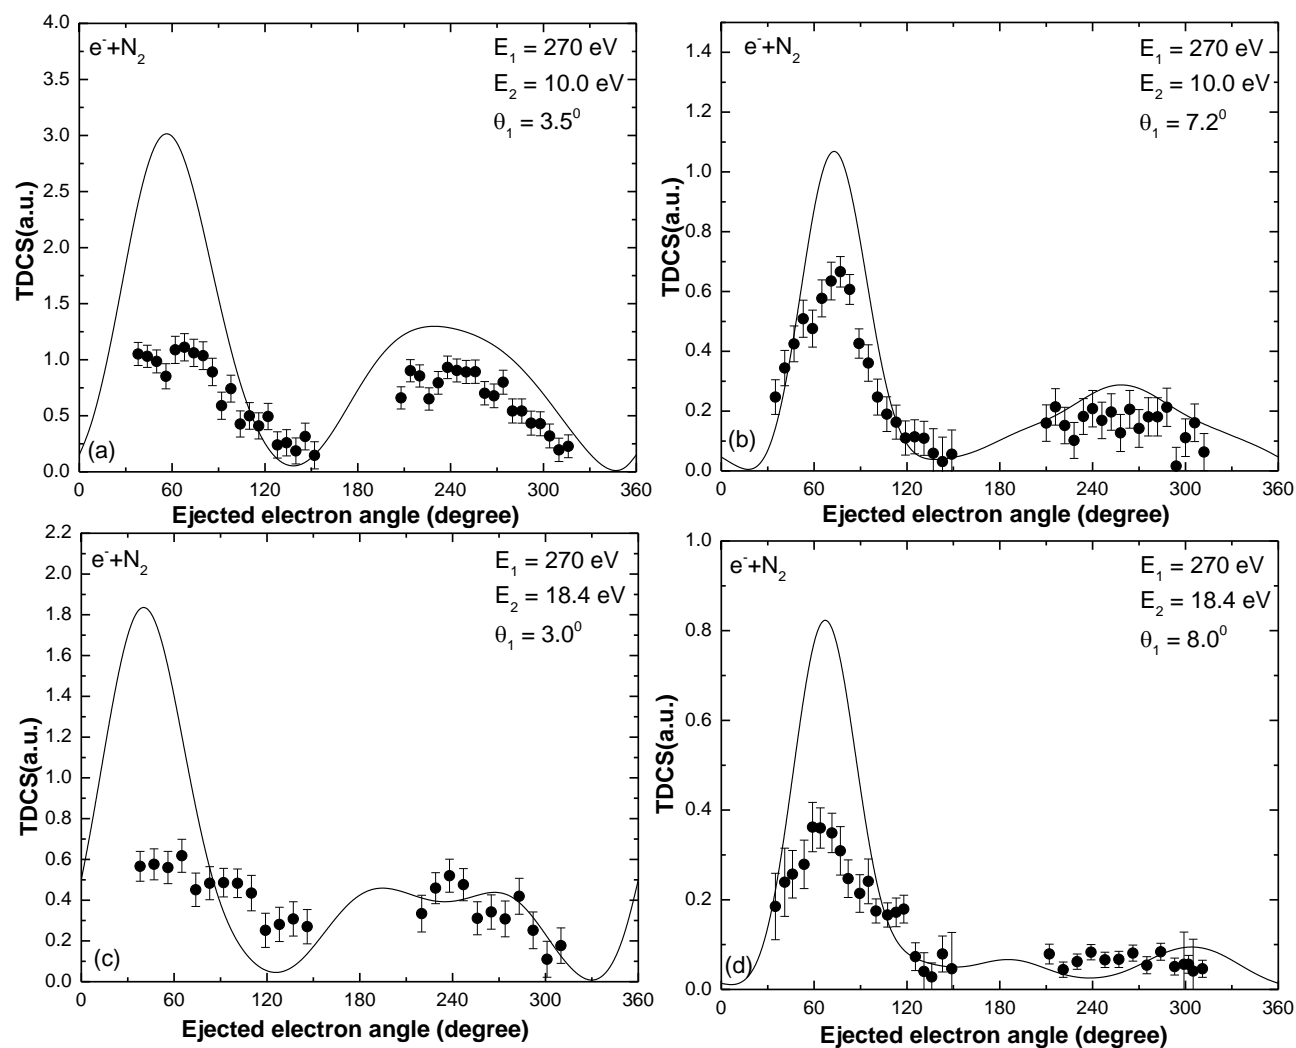 e⁻+N₂
E₁ = 270 eV
E₂ = 10.0 eV
θ₁ = 3.5⁰
TDCS(a.u.)
4.0
3.5
3.0
2.5
2.0
1.5
1.0
0.5
0.0
(a)
0 60 120 180 240 300 360
Ejected electron angle (degree)
e⁻+N₂
E₁ = 270 eV
E₂ = 10.0 eV
θ₁ = 7.2⁰
TDCS(a.u.)
1.4
1.2
1.0
0.8
0.6
0.4
0.2
0.0
(b)
0 60 120 180 240 300 360
Ejected electron angle (degree)
e⁻+N₂
E₁ = 270 eV
E₂ = 18.4 eV
θ₁ = 3.0⁰
TDCS(a.u.)
2.2
2.0
1.8
1.6
1.4
1.2
1.0
0.8
0.6
0.4
0.2
0.0
(c)
0 60 120 180 240 300 360
Ejected electron angle (degree)
e⁻+N₂
E₁ = 270 eV
E₂ = 18.4 eV
θ₁ = 8.0⁰
TDCS(a.u.)
1.0
0.8
0.6
0.4
0.2
0.0
(d)
0 60 120 180 240 300 360
Ejected electron angle (degree)